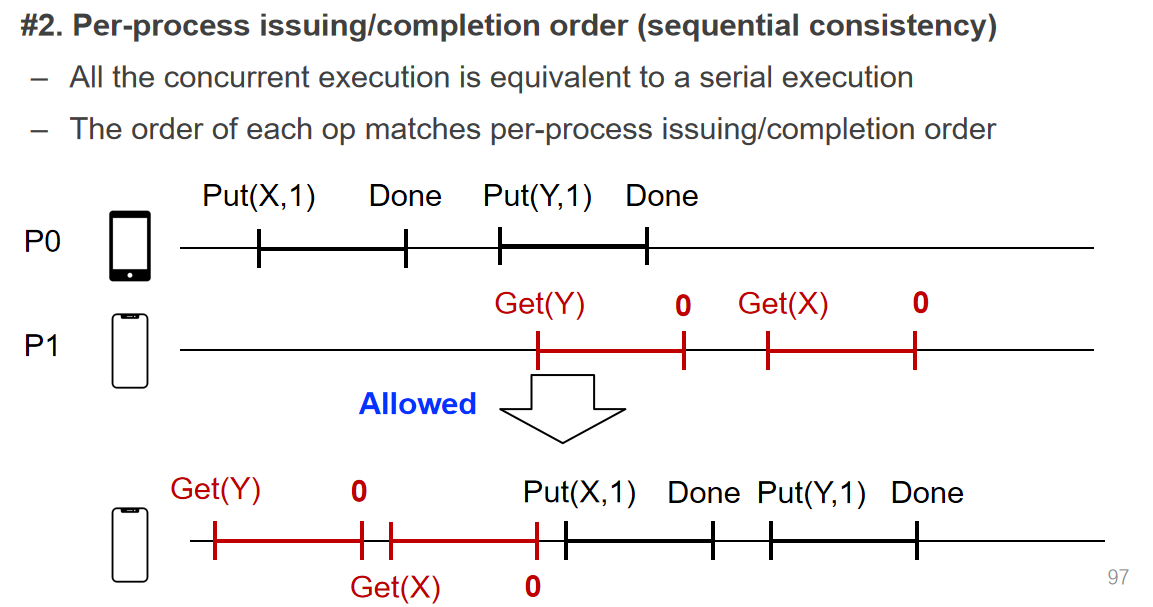 #2. Per-process issuing/completion order (sequential consistency)
– All the concurrent execution is equivalent to a serial execution
– The order of each op matches per-process issuing/completion order
Put(X,1) Done Put(Y,1) Done
P0
Get(Y) 0 Get(X) 0
P1
Allowed
Get(Y) 0 Put(X,1) Done Put(Y,1) Done
Get(X) 0
97